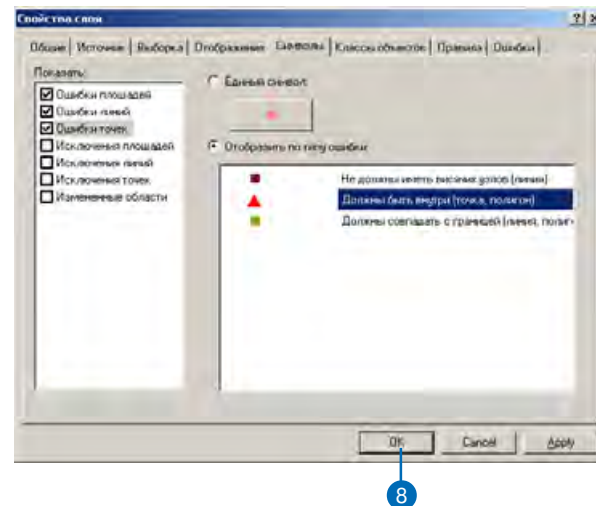 Свойства слоя
Общие Источник Выборка Отображение Символы Классы объектов Правила Ошибки
Показать:
Ошибки площадей
Ошибки линий
Ошибки точек
Исключения площадей
Исключения линий
Исключения точек
Измененные области
Единый символ
Отобразить по типу ошибки
Не должны иметь висячих узлов (линии)
Должны быть внутри (точка, полигон)
Должны совпадать с границей (линия, полиг
OK Cancel Apply
8